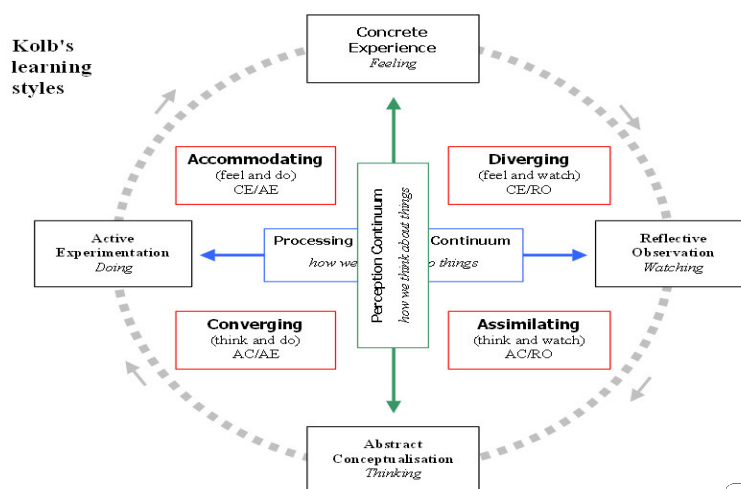 Kolb's
learning
styles
Concrete
Experience
Feeling
Accommodating
(feel and do)
CE/AE
Diverging
(feel and watch)
CE/RO
Active
Experimentation
Doing
Processing Continuum
how we things
Perception Continuum
how we think about things
Reflective
Observation
Watching
Converging
(think and do)
AC/AE
Assimilating
(think and watch)
AC/RO
Abstract
Conceptualisation
Thinking